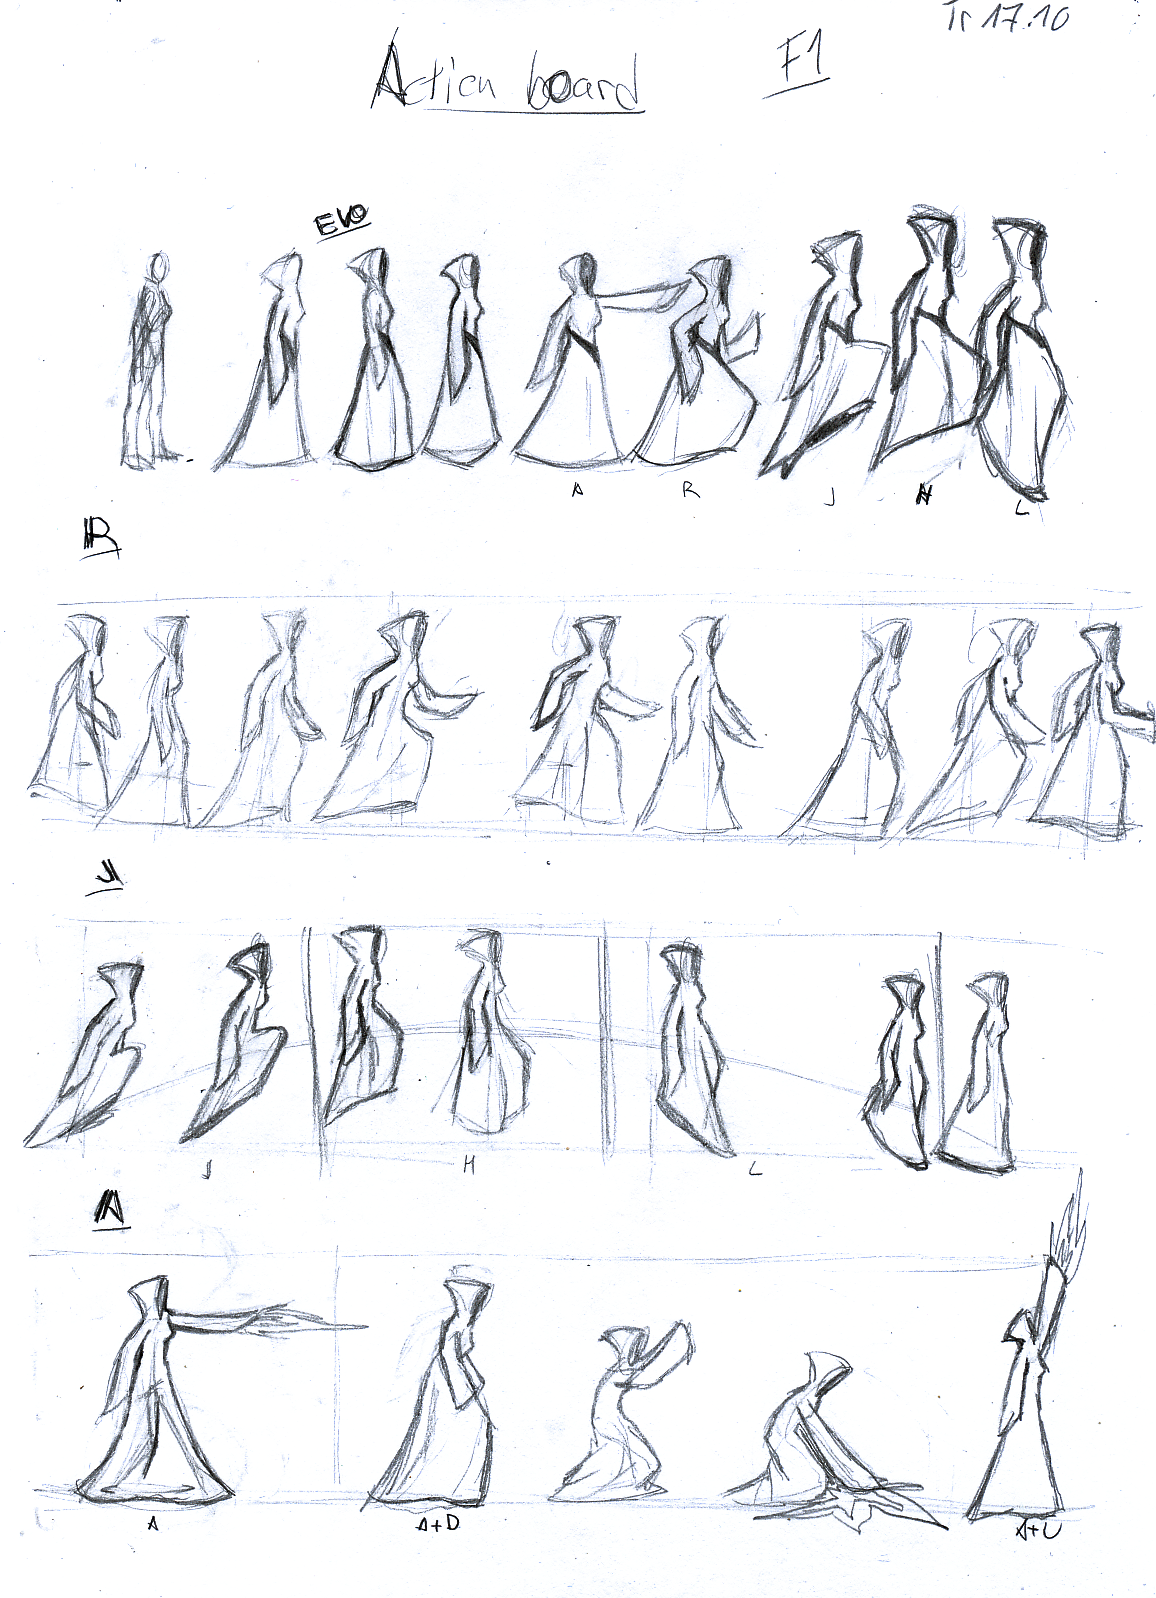 Tr 17.10
Action board F1
EVO
A R J H L
R
J
J H L
A
A A+D A+U